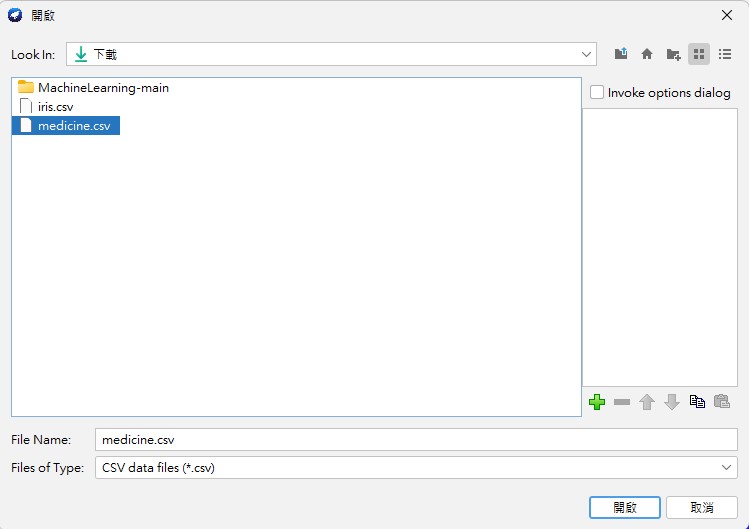 開啟
Look In: 下載
MachineLearning-main
iris.csv
medicine.csv
Invoke options dialog
File Name: medicine.csv
Files of Type: CSV data files (*.csv)
開啟 取消